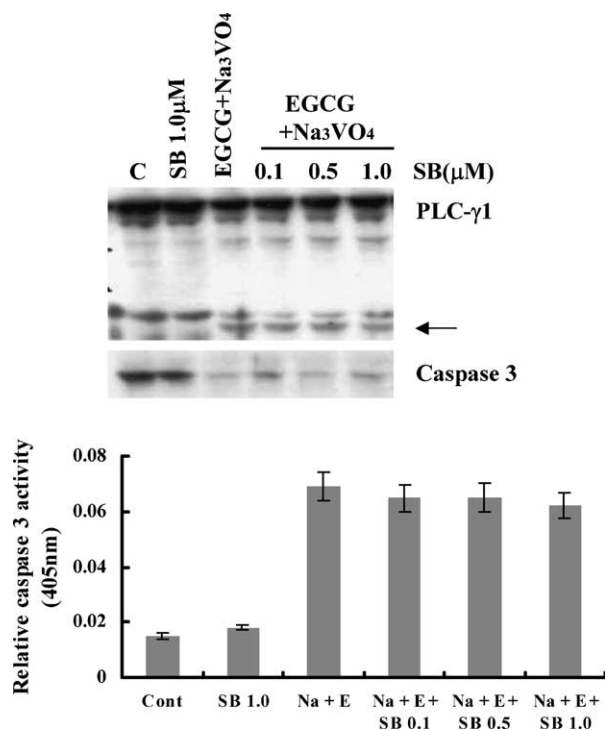 C
SB 1.0μM
EGCG+Na3VO4
EGCG
+Na3VO4
0.1 0.5 1.0 SB(μM)
PLC-γ1
Caspase 3
Relative caspase 3 activity
(405nm)
0.08
0.06
0.04
0.02
0
Cont SB 1.0 Na + E Na + E+ Na + E+ Na + E+
SB 0.1 SB 0.5 SB 1.0